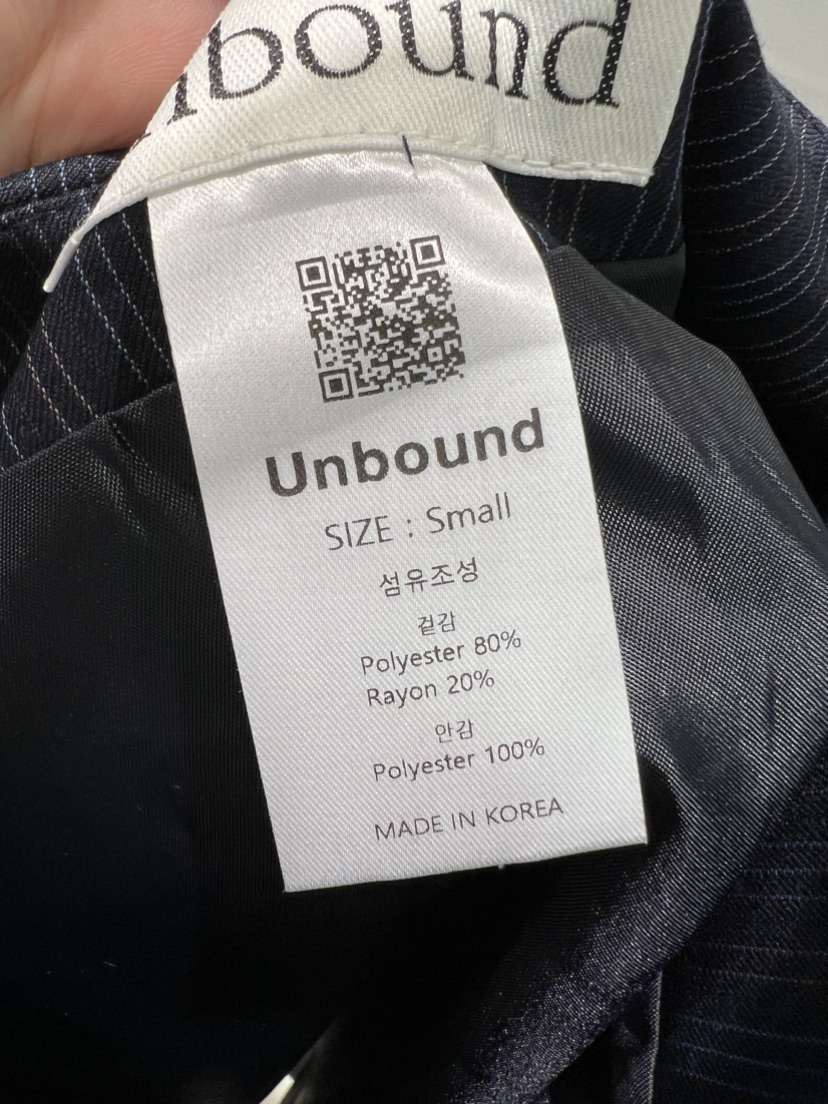 Unbound
SIZE : Small
섬유조성
겉감
Polyester 80%
Rayon 20%
안감
Polyester 100%
MADE IN KOREA